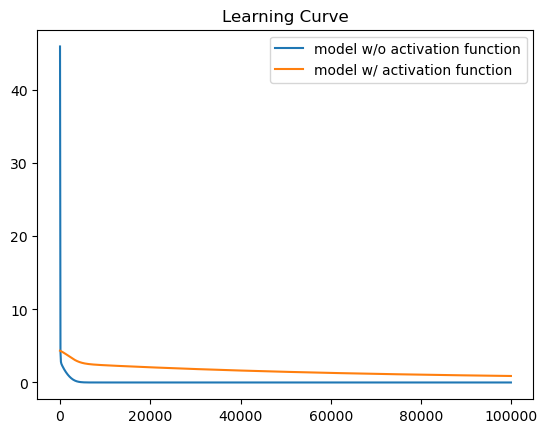 Learning Curve
model w/o activation function
model w/ activation function
40
30
20
10
0
0 20000 40000 60000 80000 100000